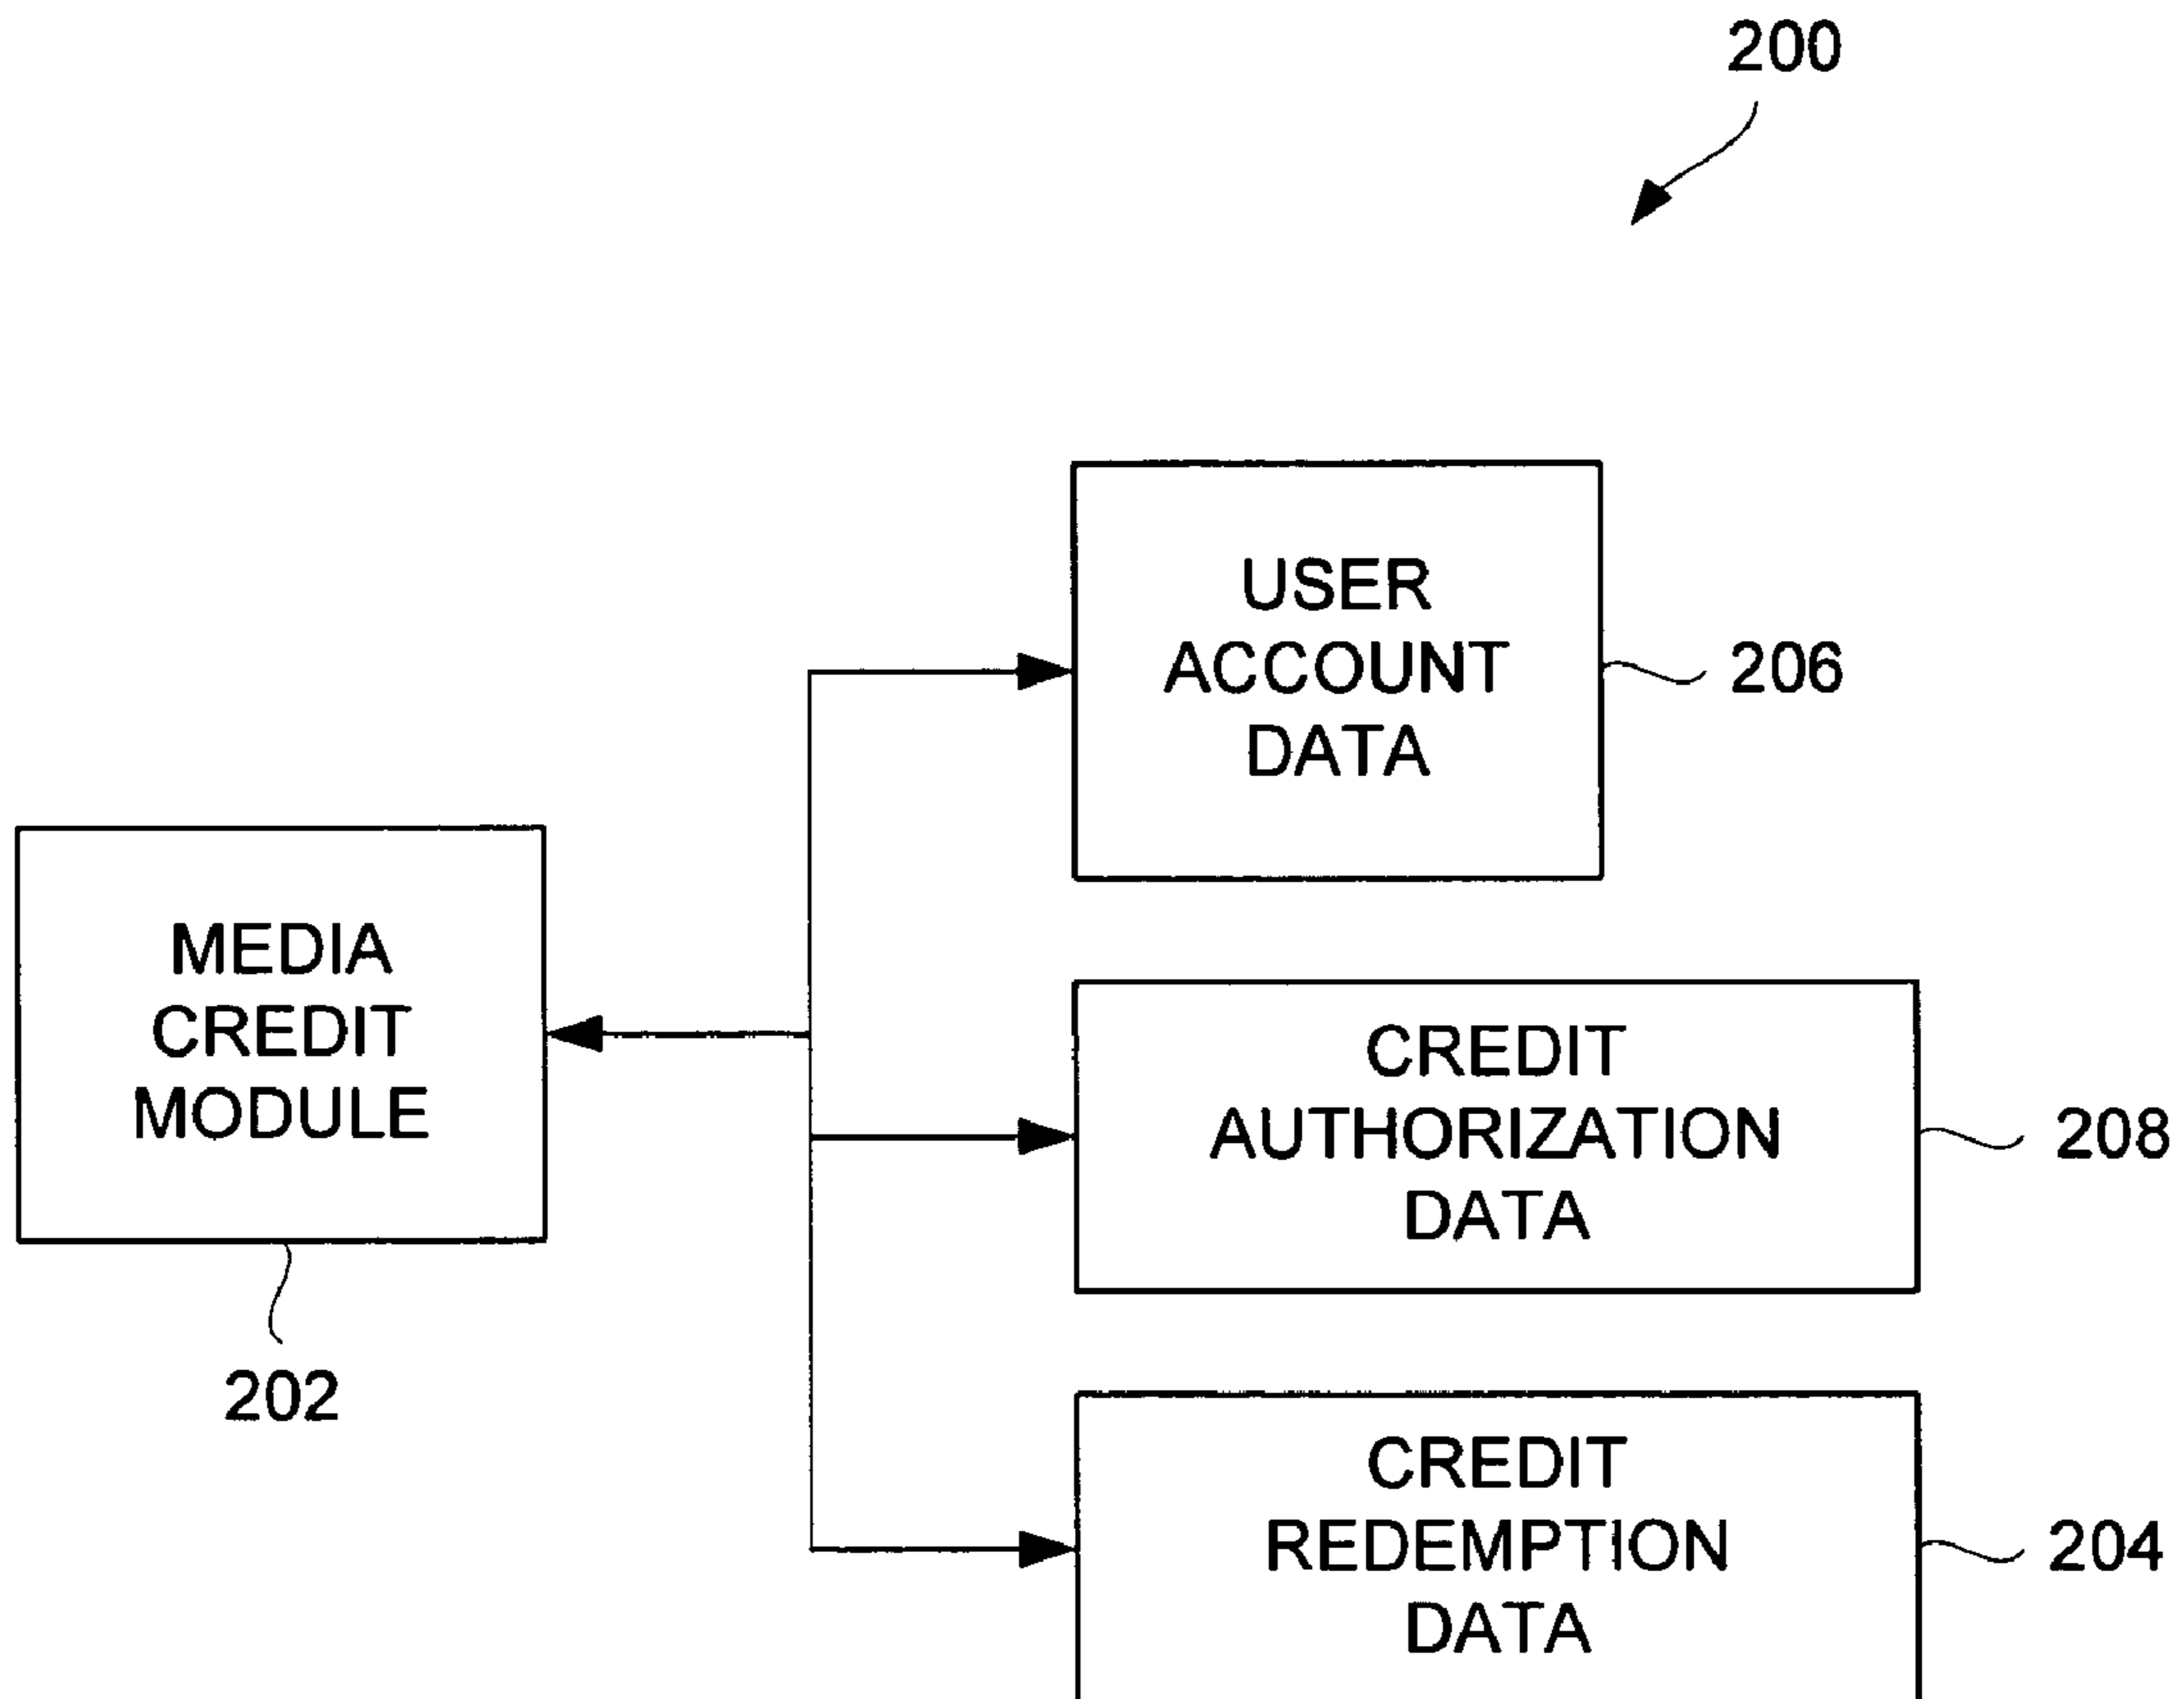 200
USER
ACCOUNT
DATA
206
MEDIA
CREDIT
MODULE
202
CREDIT
AUTHORIZATION
DATA
208
CREDIT
REDEMPTION
DATA
204